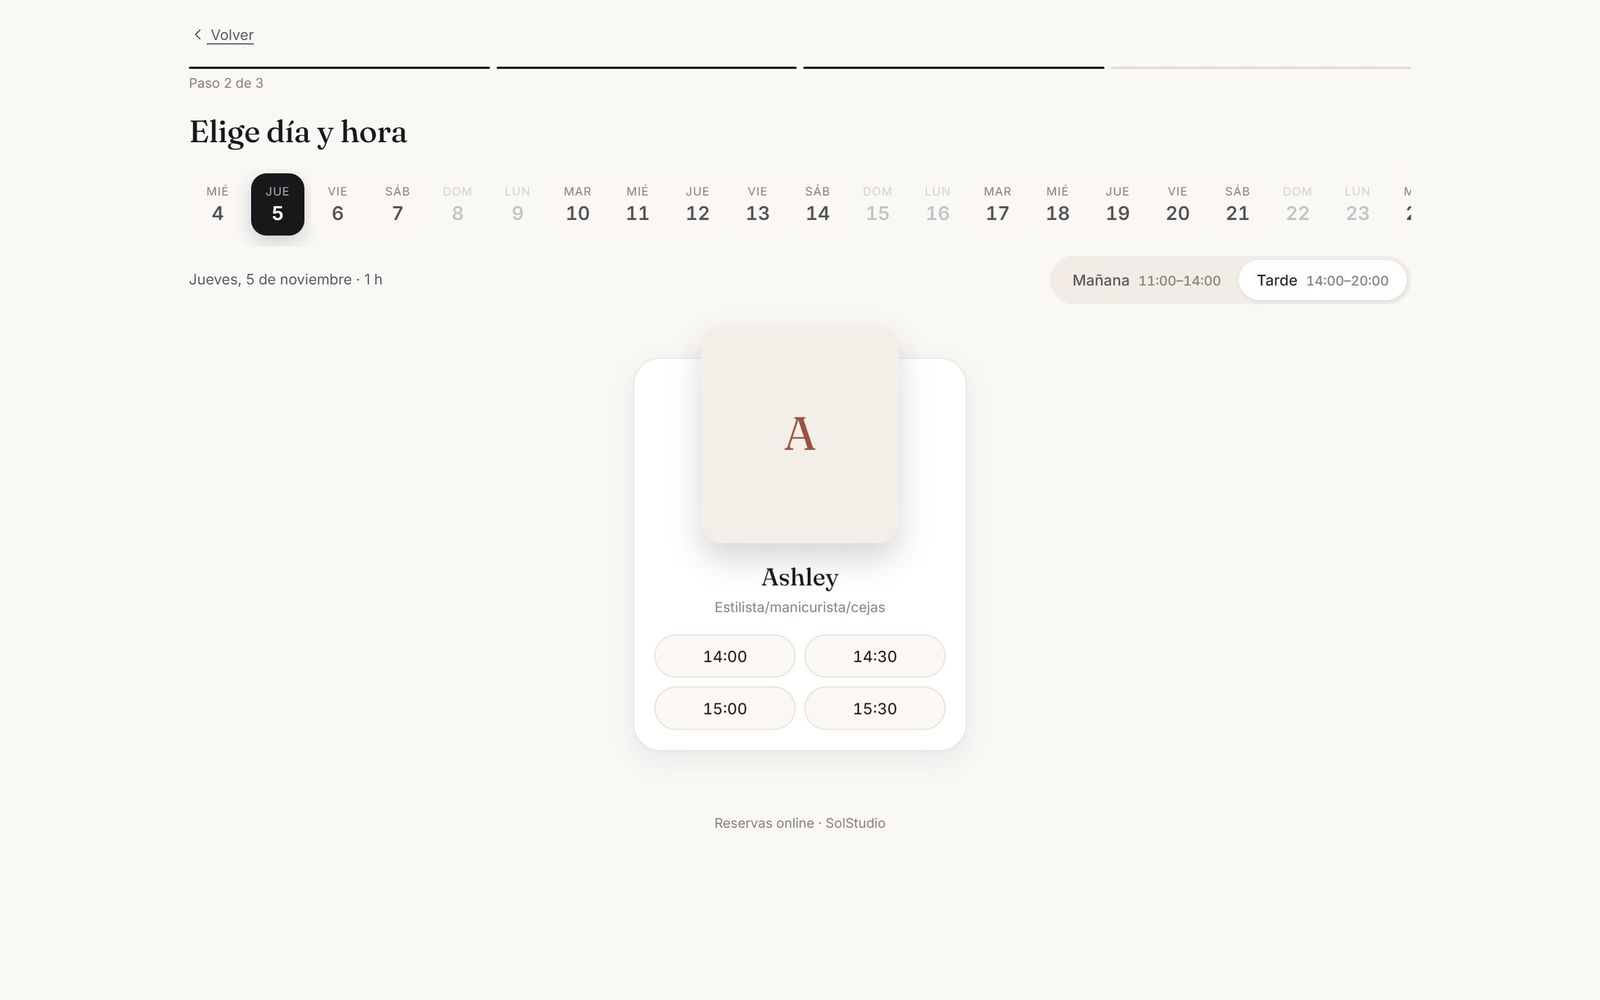 Volver
Paso 2 de 3
Elige día y hora
MIÉ JUE VIE SÁB DOM LUN MAR MIÉ JUE VIE SÁB DOM LUN MAR MIÉ JUE VIE SÁB DOM LUN
4 5 6 7 8 9 10 11 12 13 14 15 16 17 18 19 20 21 22 23
Jueves, 5 de noviembre · 1 h
Mañana 11:00–14:00 Tarde 14:00–20:00
A
Ashley
Estilista/manicurista/cejas
14:00 14:30
15:00 15:30
Reservas online · SolStudio